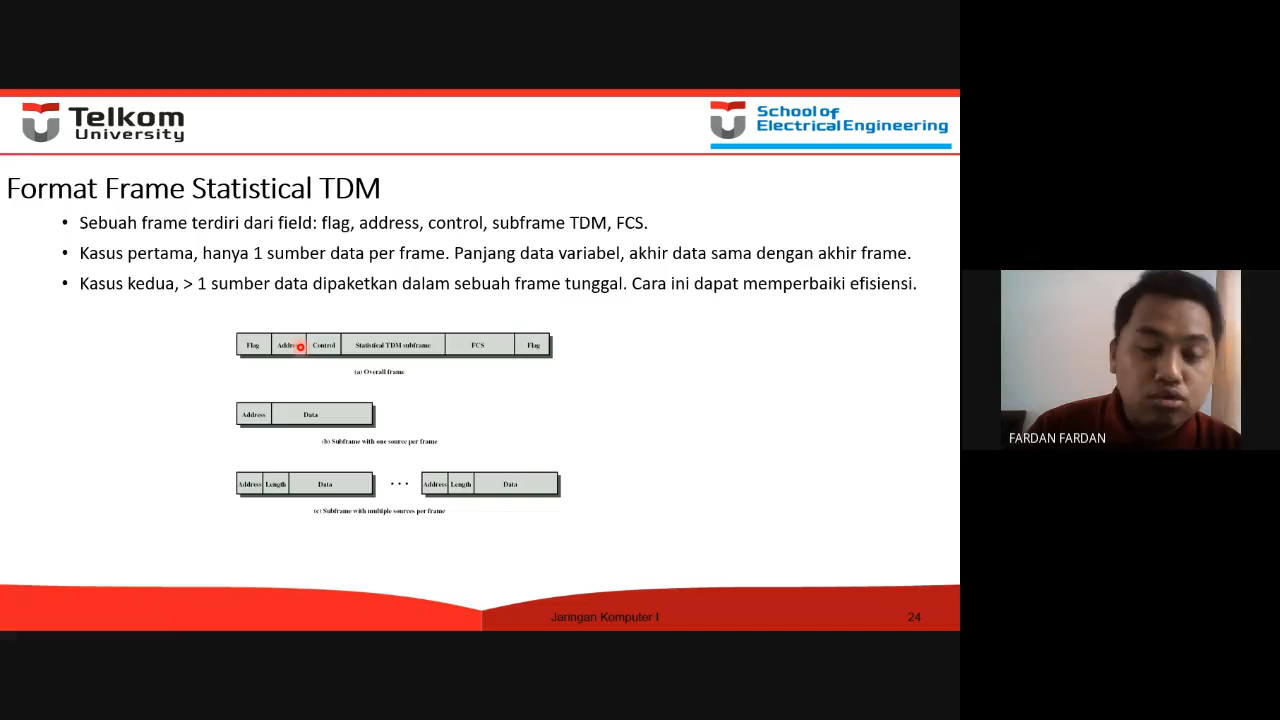 Telkom
University
School of
Electrical Engineering
Format Frame Statistical TDM
• Sebuah frame terdiri dari field: flag, address, control, subframe TDM, FCS.
• Kasus pertama, hanya 1 sumber data per frame. Panjang data variabel, akhir data sama dengan akhir frame.
• Kasus kedua, > 1 sumber data dipaketkan dalam sebuah frame tunggal. Cara ini dapat memperbaiki efisiensi.
Flag Address Control Statistical TDM subframe FCS Flag
(a) Overall frame
Address Data
(b) Subframe with one source per frame
Address Length Data • • • Address Length Data
(c) Subframe with multiple sources per frame
FARDAN FARDAN
Jaringan Komputer I 24